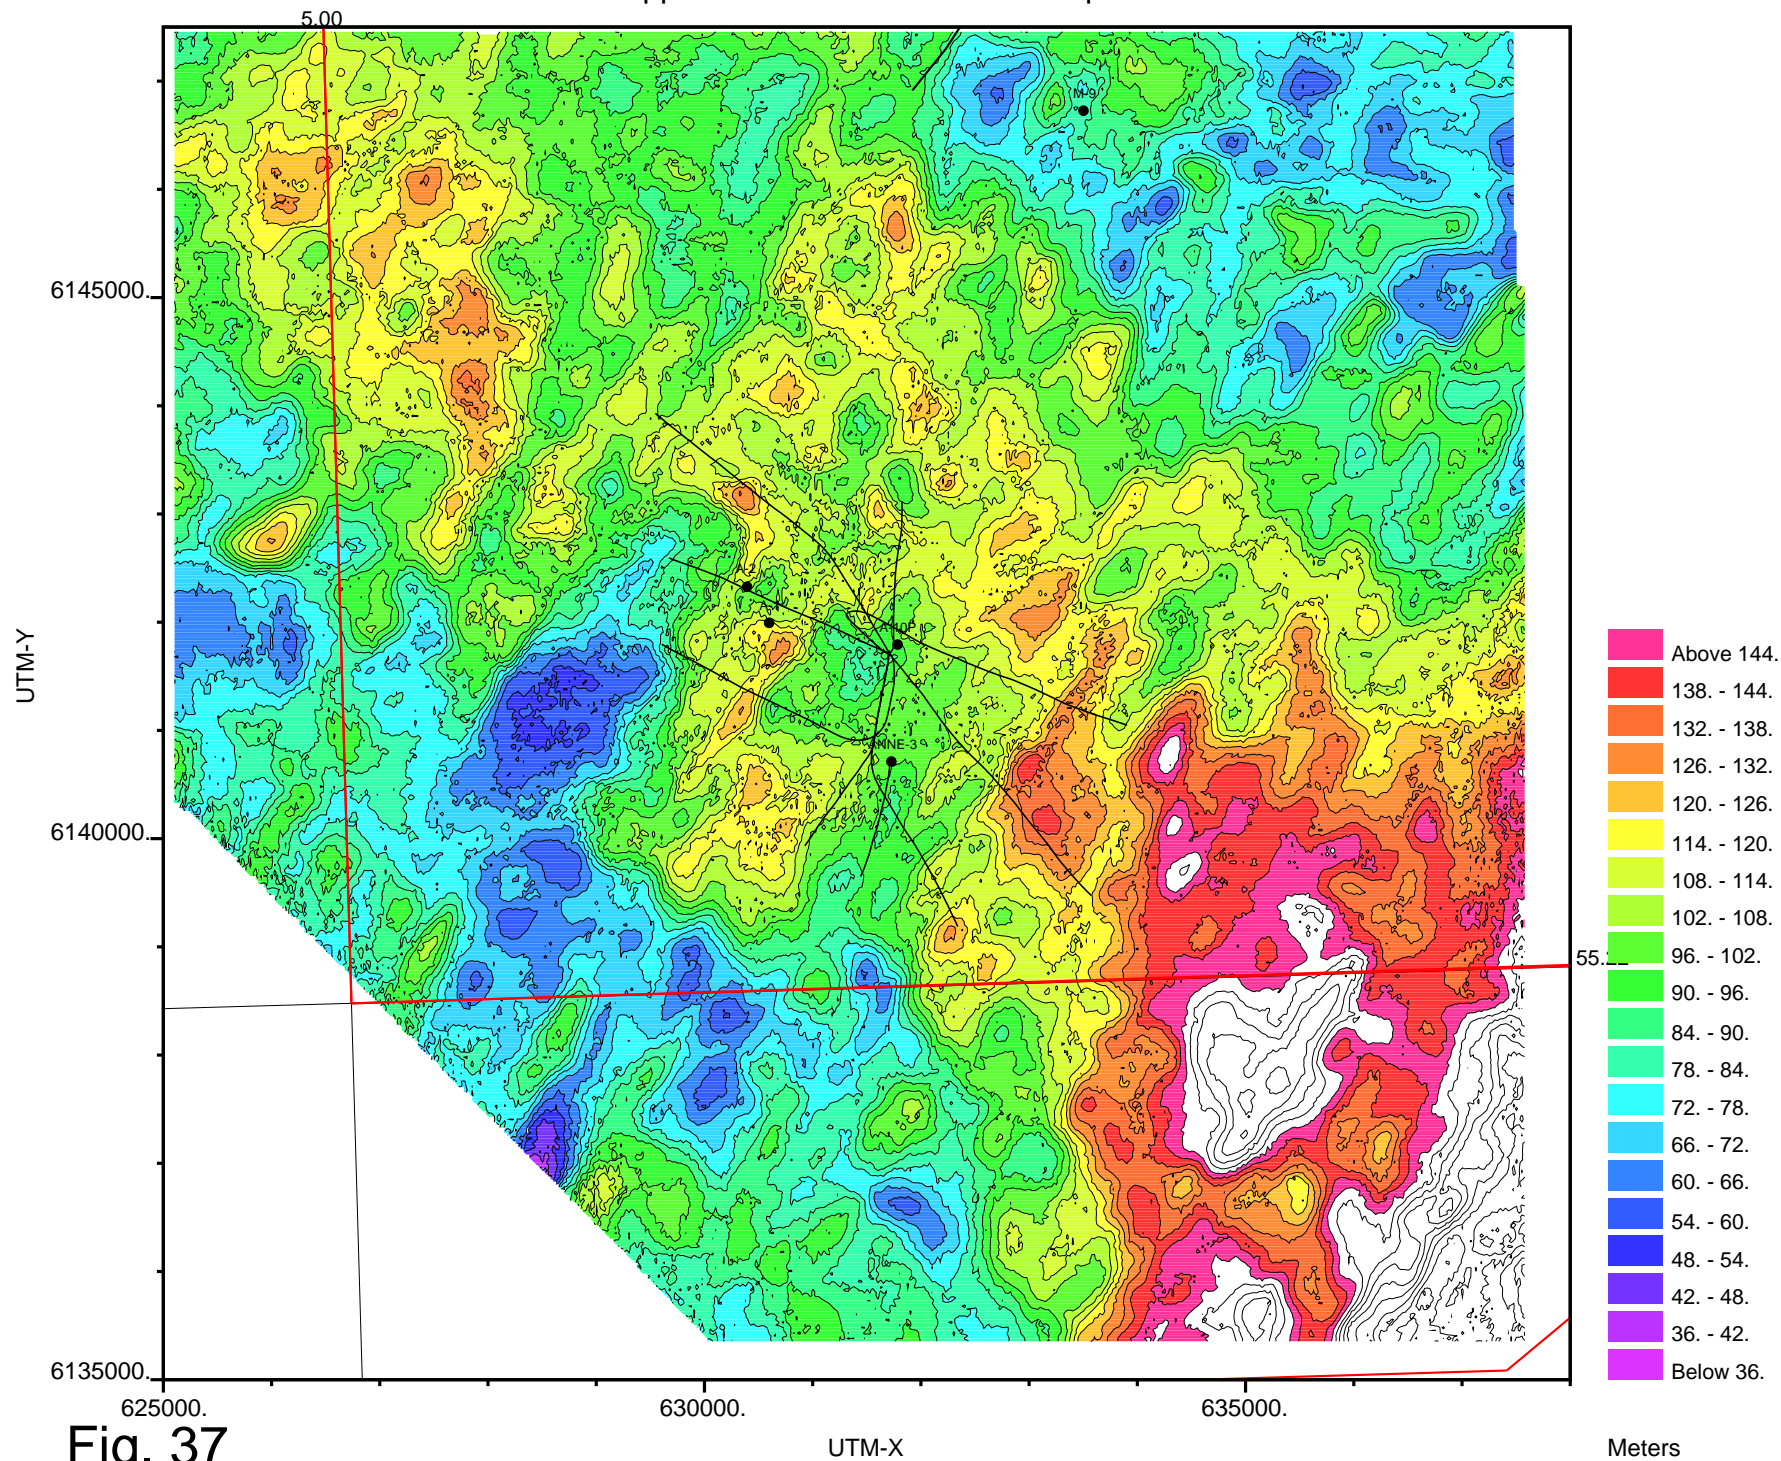 5.00
M-9
6145000.
UTM-Y
ANNE-3
6140000.
6135000.
625000.
630000.
635000.
UTM-X
Fig. 37
Above 144.
138. - 144.
132. - 138.
126. - 132.
120. - 126.
114. - 120.
108. - 114.
102. - 108.
96. - 102.
90. - 96.
84. - 90.
78. - 84.
72. - 78.
66. - 72.
60. - 66.
54. - 60.
48. - 54.
42. - 48.
36. - 42.
Below 36.
Meters